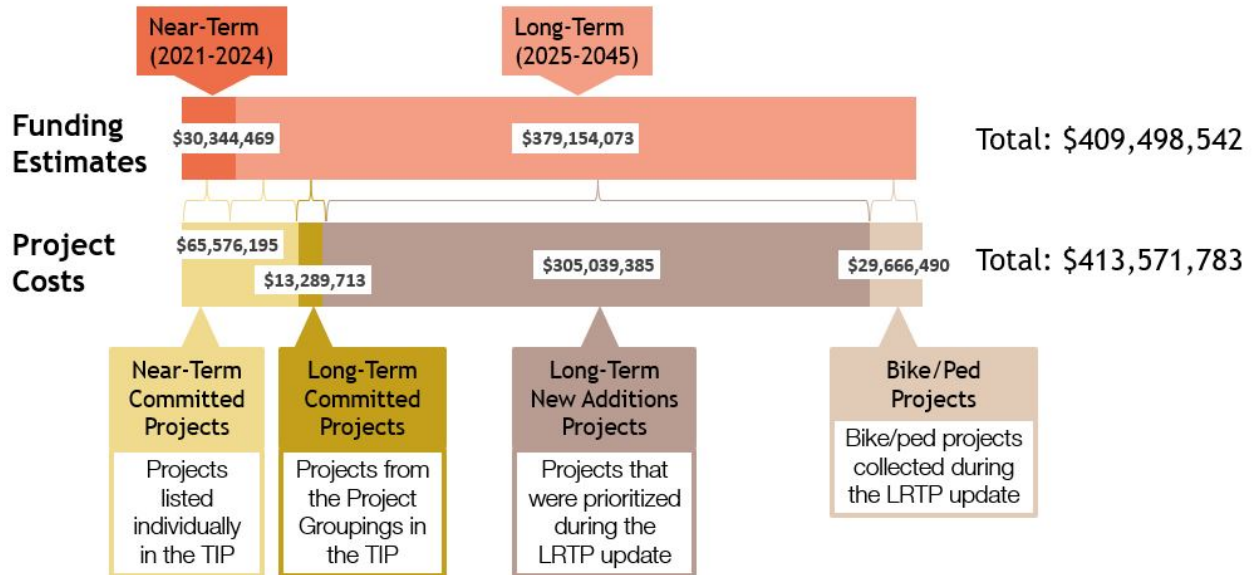 Near-Term
(2021-2024)
Long-Term
(2025-2045)
Funding
Estimates
$30,344,469
$379,154,073
Total: $409,498,542
Project
Costs
$65,576,195
$13,289,713
$305,039,385
$29,666,490
Total: $413,571,783
Near-Term
Committed
Projects
Projects
listed
individually
in the TIP
Long-Term
Committed
Projects
Projects from
the Project
Groupings in
the TIP
Long-Term
New Additions
Projects
Projects that
were prioritized
during the
LRTP update
Bike/Ped
Projects
Bike/ped projects
collected during
the LRTP update